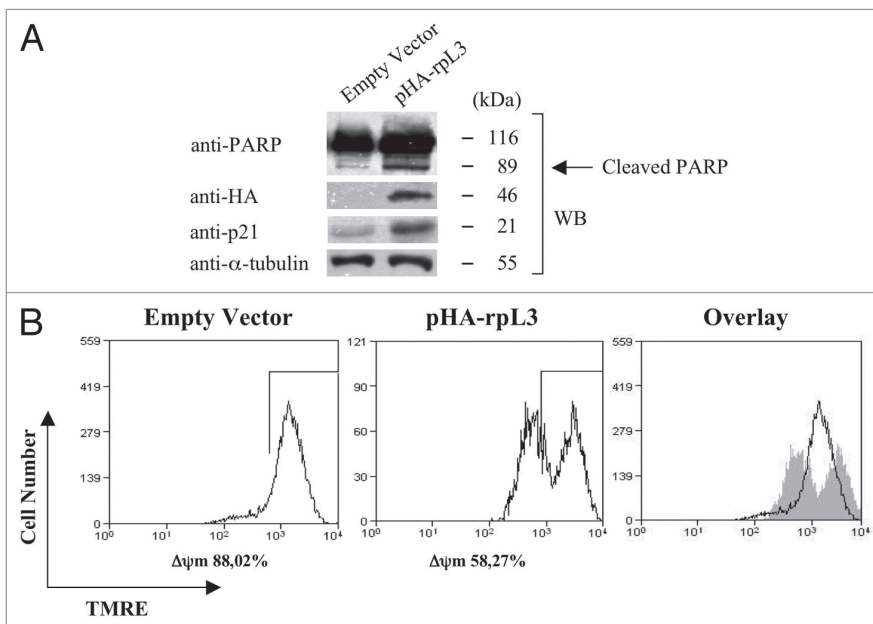 A
Empty Vector
pHA-rpL3
(kDa)
anti-PARP
– 116
– 89
Cleaved PARP
anti-HA
– 46
WB
anti-p21
– 21
anti-α-tubulin
– 55
B
Empty Vector
pHA-rpL3
Overlay
559
419
279
139
0
10⁰ 10¹ 10² 10³ 10⁴
Δψm 88,02%
121
90
60
30
0
10⁰ 10¹ 10² 10³ 10⁴
Δψm 58,27%
559
419
279
139
0
10⁰ 10¹ 10² 10³ 10⁴
Cell Number
TMRE